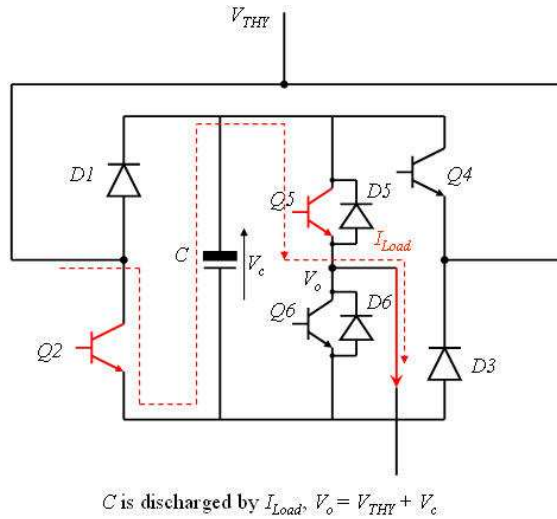 V_THY
D1
Q4
Q5
D5
I_Load
C
V_c
V_o
D6
Q6
Q2
D3
C is discharged by I_Load, V_o = V_THY + V_c